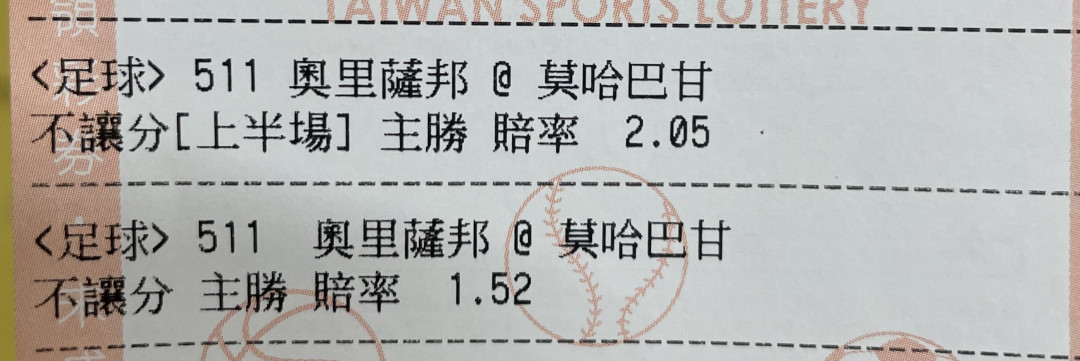 TAIWAN SPORTS LOTTERY
<足球> 511 奧里薩邦 @ 莫哈巴甘
不讓分[上半場] 主勝 賠率 2.05
<足球> 511 奧里薩邦 @ 莫哈巴甘
不讓分 主勝 賠率 1.52